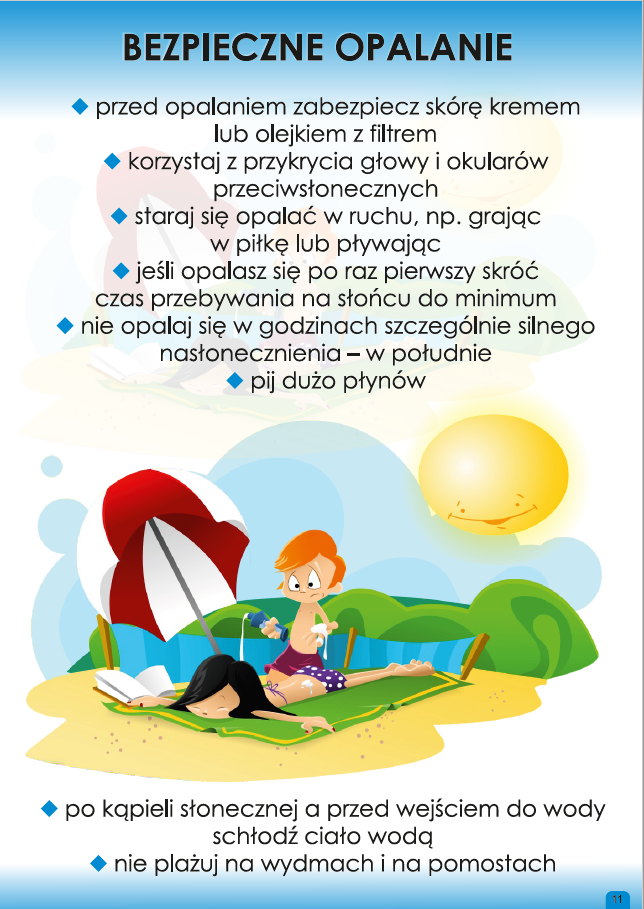 BEZPIECZNE OPALANIE
◆ przed opalaniem zabezpiecz skórę kremem
lub olejkiem z filtrem
◆ korzystaj z przykrycia głowy i okularów
przeciwsłonecznych
◆ staraj się opalać w ruchu, np. grając
w piłkę lub pływając
◆ jeśli opalasz się po raz pierwszy skróć
czas przebywania na słońcu do minimum
◆ nie opalaj się w godzinach szczególnie silnego
nasłonecznienia – w południe
◆ pij dużo płynów
◆ po kąpieli słonecznej a przed wejściem do wody
schłodź ciało wodą
◆ nie plażuj na wydmach i na pomostach
11